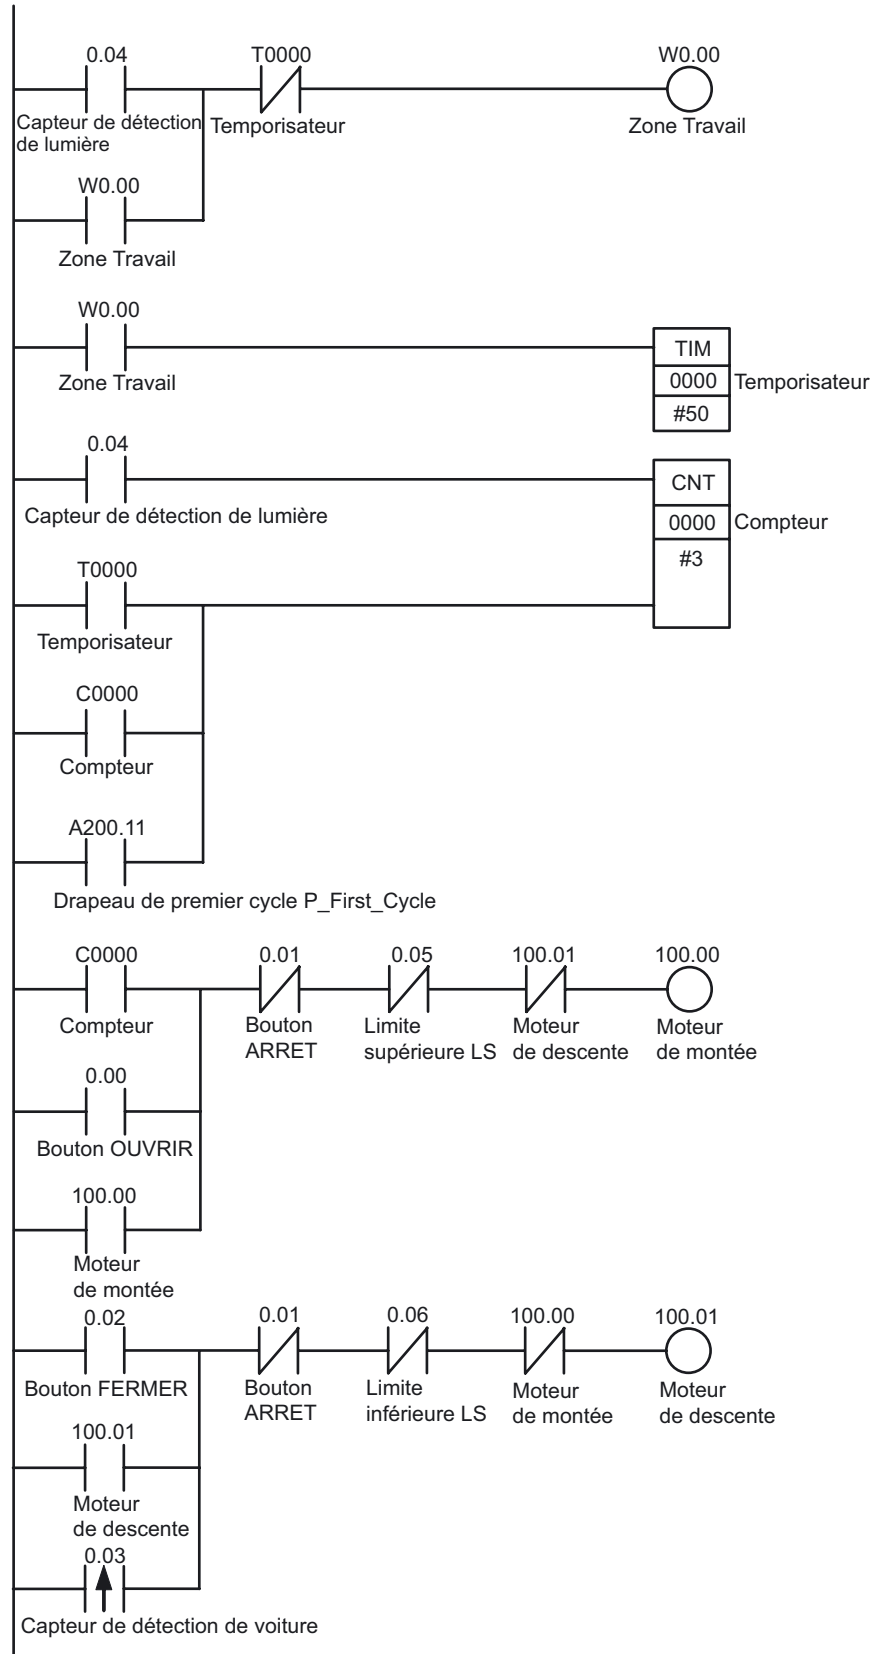 0.04
T0000
W0.00
Capteur de détection
de lumière
Temporisateur
Zone Travail
W0.00
Zone Travail
W0.00
Zone Travail
TIM
0000
Temporisateur
#50
0.04
Capteur de détection de lumière
CNT
0000
Compteur
#3
T0000
Temporisateur
C0000
Compteur
A200.11
Drapeau de premier cycle P_First_Cycle
C0000
0.01
0.05
100.01
100.00
Compteur
Bouton
ARRET
Limite
supérieure LS
Moteur
de descente
Moteur
de montée
0.00
Bouton OUVRIR
100.00
Moteur
de montée
0.02
0.01
0.06
100.00
100.01
Bouton FERMER
Bouton
ARRET
Limite
inférieure LS
Moteur
de montée
Moteur
de descente
100.01
Moteur
de descente
0.03
Capteur de détection de voiture